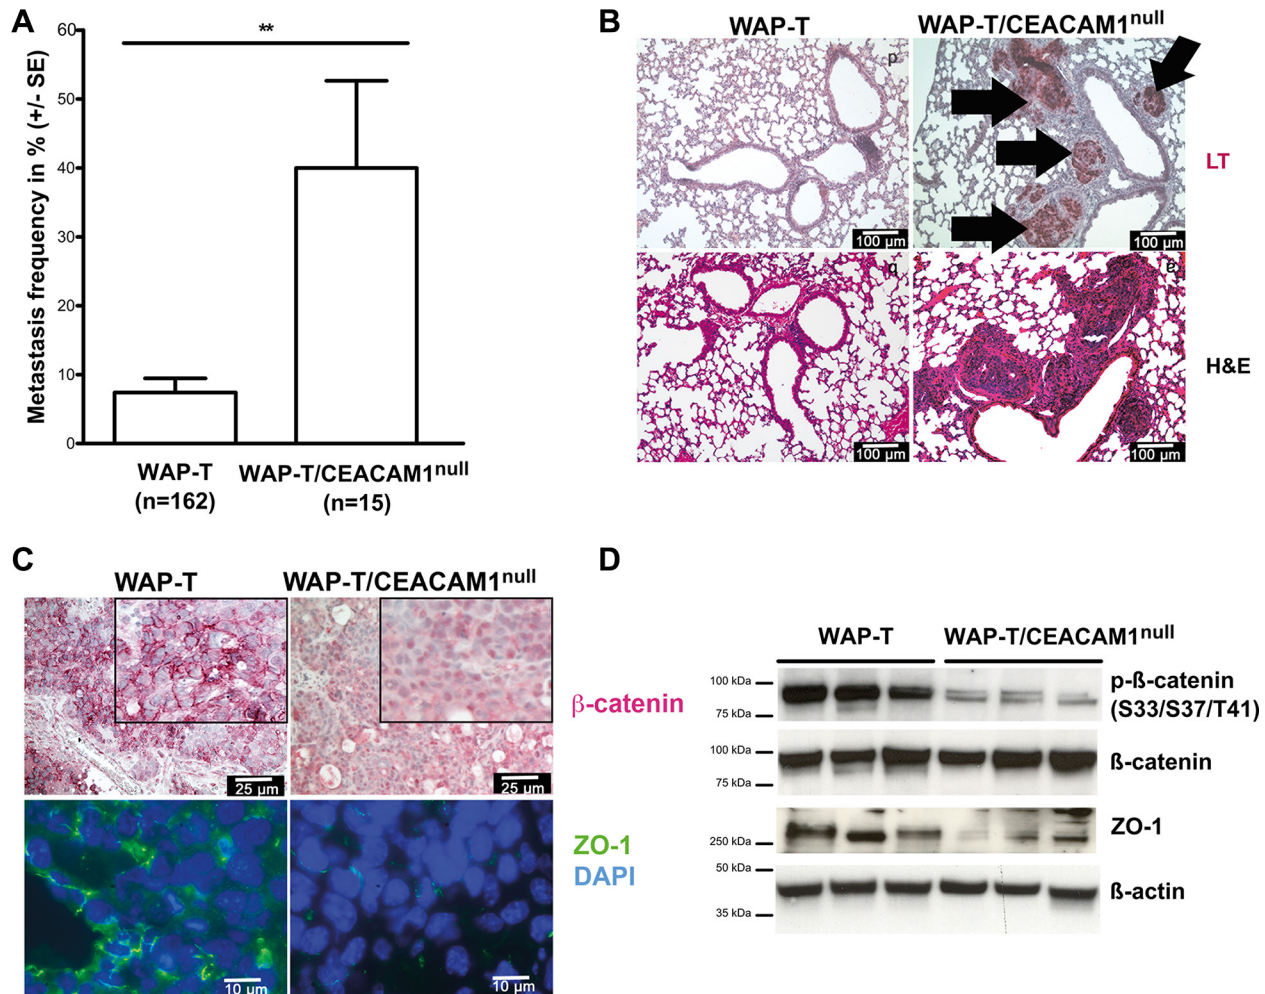 A
Metastasis frequency in % (+/- SE)
60
50
40
30
20
10
0
**
WAP-T
(n=162)
WAP-T/CEACAM1null
(n=15)
B
WAP-T
WAP-T/CEACAM1null
p
100 µm
100 µm
LT
100 µm
100 µm
H&E
C
WAP-T
WAP-T/CEACAM1null
25 µm
25 µm
β-catenin
10 µm
10 µm
ZO-1
DAPI
D
WAP-T
WAP-T/CEACAM1null
100 kDa
75 kDa
p-ß-catenin
(S33/S37/T41)
100 kDa
75 kDa
ß-catenin
250 kDa
ZO-1
50 kDa
35 kDa
ß-actin